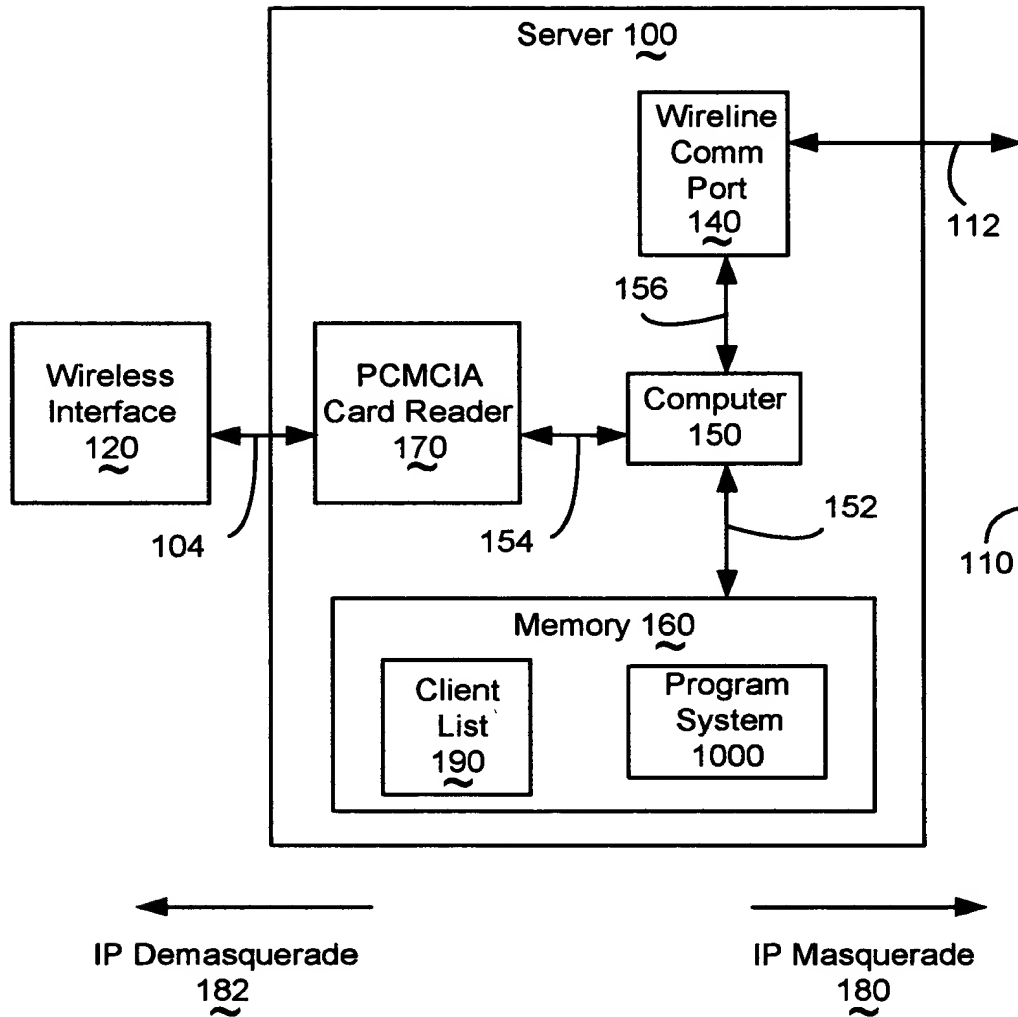 Server 100
Wireline
Comm
Port
140
112
156
Wireless
Interface
120
PCMCIA
Card Reader
170
Computer
150
104
154
152
110
Memory 160
Client
List
190
Program
System
1000
IP Demasquerade
182
IP Masquerade
180